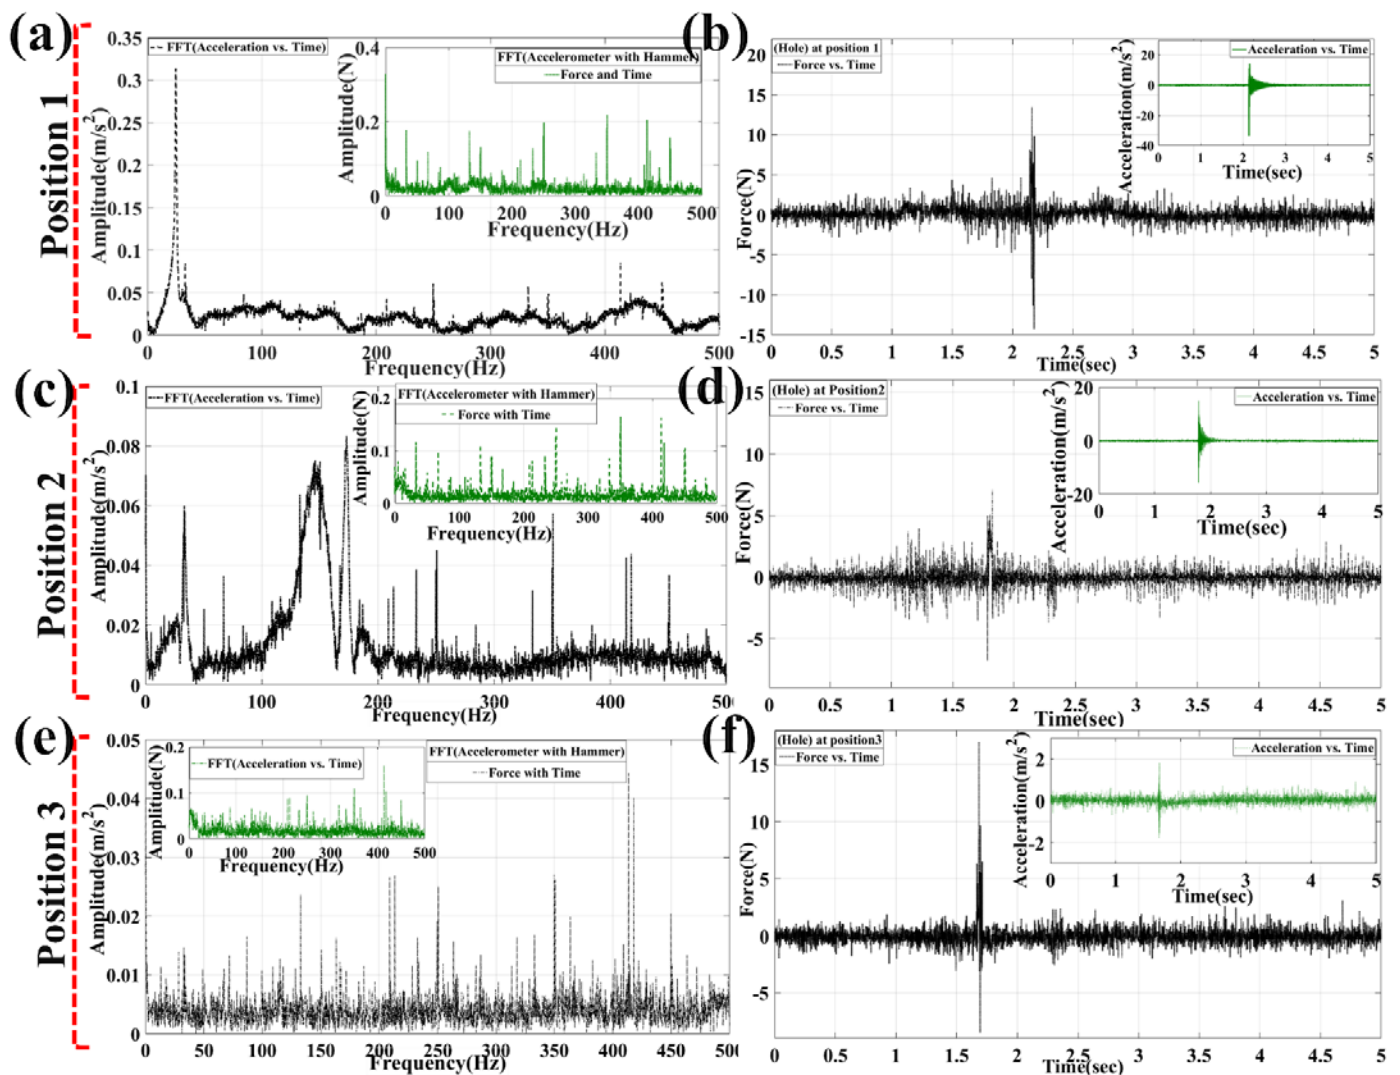 (a)
Position 1
Amplitude(m/s²)
0.35
0.3
0.25
0.2
0.15
0.1
0.05
0
FFT(Acceleration vs. Time)
0 100 200 300 400 500
Frequency(Hz)
Amplitude(N)
0.4
0.2
0
FFT(Accelerometer with Hammer)
Force and Time
0 100 200 300 400 500
Frequency(Hz)
(b)
Force(N)
20
15
10
5
0
-5
-10
-15
(Hole) at position 1
Force vs. Time
0 0.5 1 1.5 2 2.5 3 3.5 4 4.5 5
Time(sec)
Acceleration(m/s²)
20
0
-20
-40
Acceleration vs. Time
0 1 2 3 4 5
Time(sec)
(c)
Position 2
Amplitude(m/s²)
0.1
0.08
0.06
0.04
0.02
0
FFT(Acceleration vs. Time)
0 100 200 300 400 500
Frequency(Hz)
Amplitude(N)
0.2
0.1
0
FFT(Accelerometer with Hammer)
Force with Time
0 100 200 300 400 500
Frequency(Hz)
(d)
Force(N)
15
10
5
0
-5
(Hole) at Position2
Force vs. Time
0 0.5 1 1.5 2 2.5 3 3.5 4 4.5 5
Time(sec)
Acceleration(m/s²)
20
0
-20
Acceleration vs. Time
0 1 2 3 4 5
Time(sec)
(e)
Position 3
Amplitude(m/s²)
0.05
0.04
0.03
0.02
0.01
0
FFT(Accelerometer with Hammer)
Force with Time
0 50 100 150 200 250 300 350 400 450 500
Frequency(Hz)
Amplitude(N)
0.2
0.1
0
FFT(Acceleration vs. Time)
0 100 200 300 400 500
Frequency(Hz)
(f)
Force(N)
15
10
5
0
-5
(Hole) at position3
Force vs. Time
0 0.5 1 1.5 2 2.5 3 3.5 4 4.5 5
Time(sec)
Acceleration(m/s²)
2
0
-2
Acceleration vs. Time
0 1 2 3 4 5
Time(sec)